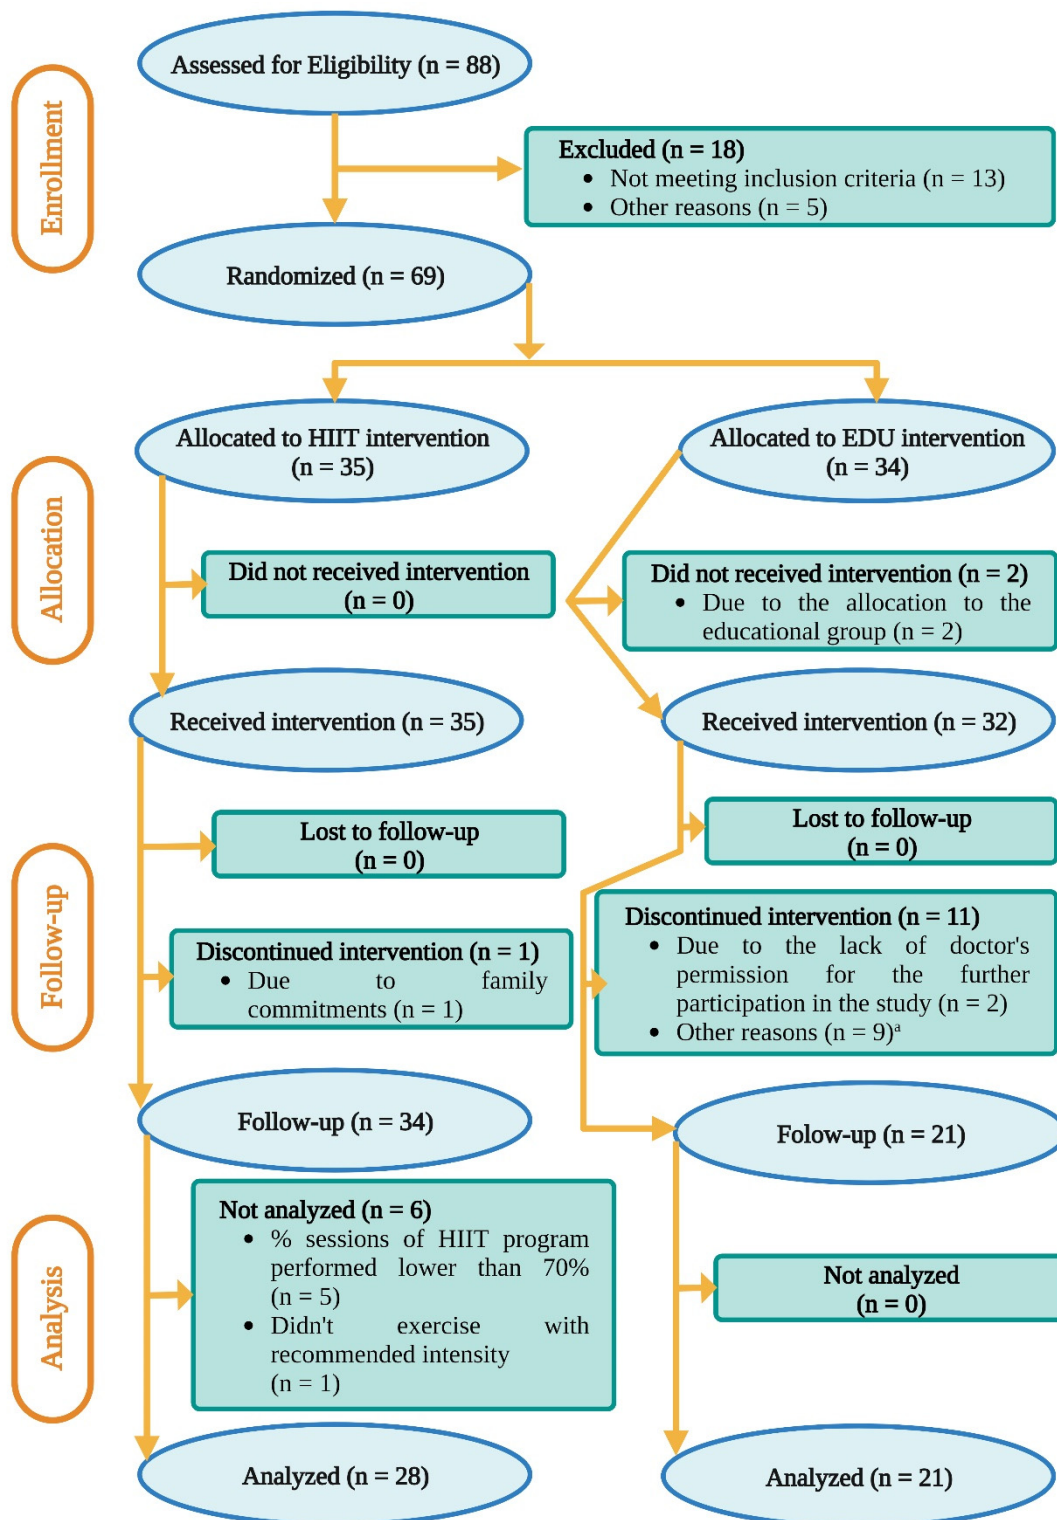 Enrollment
Assessed for Eligibility (n = 88)
Excluded (n = 18)
• Not meeting inclusion criteria (n = 13)
• Other reasons (n = 5)
Randomized (n = 69)
Allocation
Allocated to HIIT intervention
(n = 35)
Allocated to EDU intervention
(n = 34)
Did not received intervention
(n = 0)
Did not received intervention (n = 2)
• Due to the allocation to the
educational group (n = 2)
Received intervention (n = 35)
Received intervention (n = 32)
Follow-up
Lost to follow-up
(n = 0)
Lost to follow-up
(n = 0)
Discontinued intervention (n = 1)
• Due to family
commitments (n = 1)
Discontinued intervention (n = 11)
• Due to the lack of doctor's
permission for the further
participation in the study (n = 2)
• Other reasons (n = 9)ª
Follow-up (n = 34)
Folow-up (n = 21)
Analysis
Not analyzed (n = 6)
• % sessions of HIIT program
performed lower than 70%
(n = 5)
• Didn't exercise with
recommended intensity
(n = 1)
Not analyzed
(n = 0)
Analyzed (n = 28)
Analyzed (n = 21)